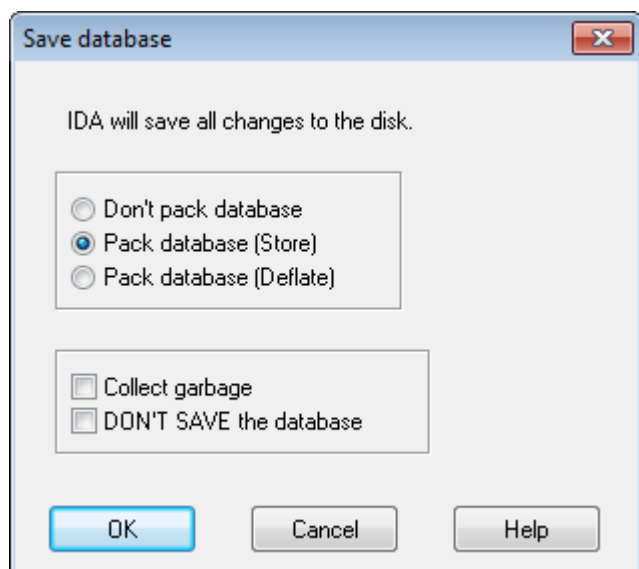 Save database
IDA will save all changes to the disk.
Don't pack database
Pack database (Store)
Pack database (Deflate)
Collect garbage
DON'T SAVE the database
OK
Cancel
Help